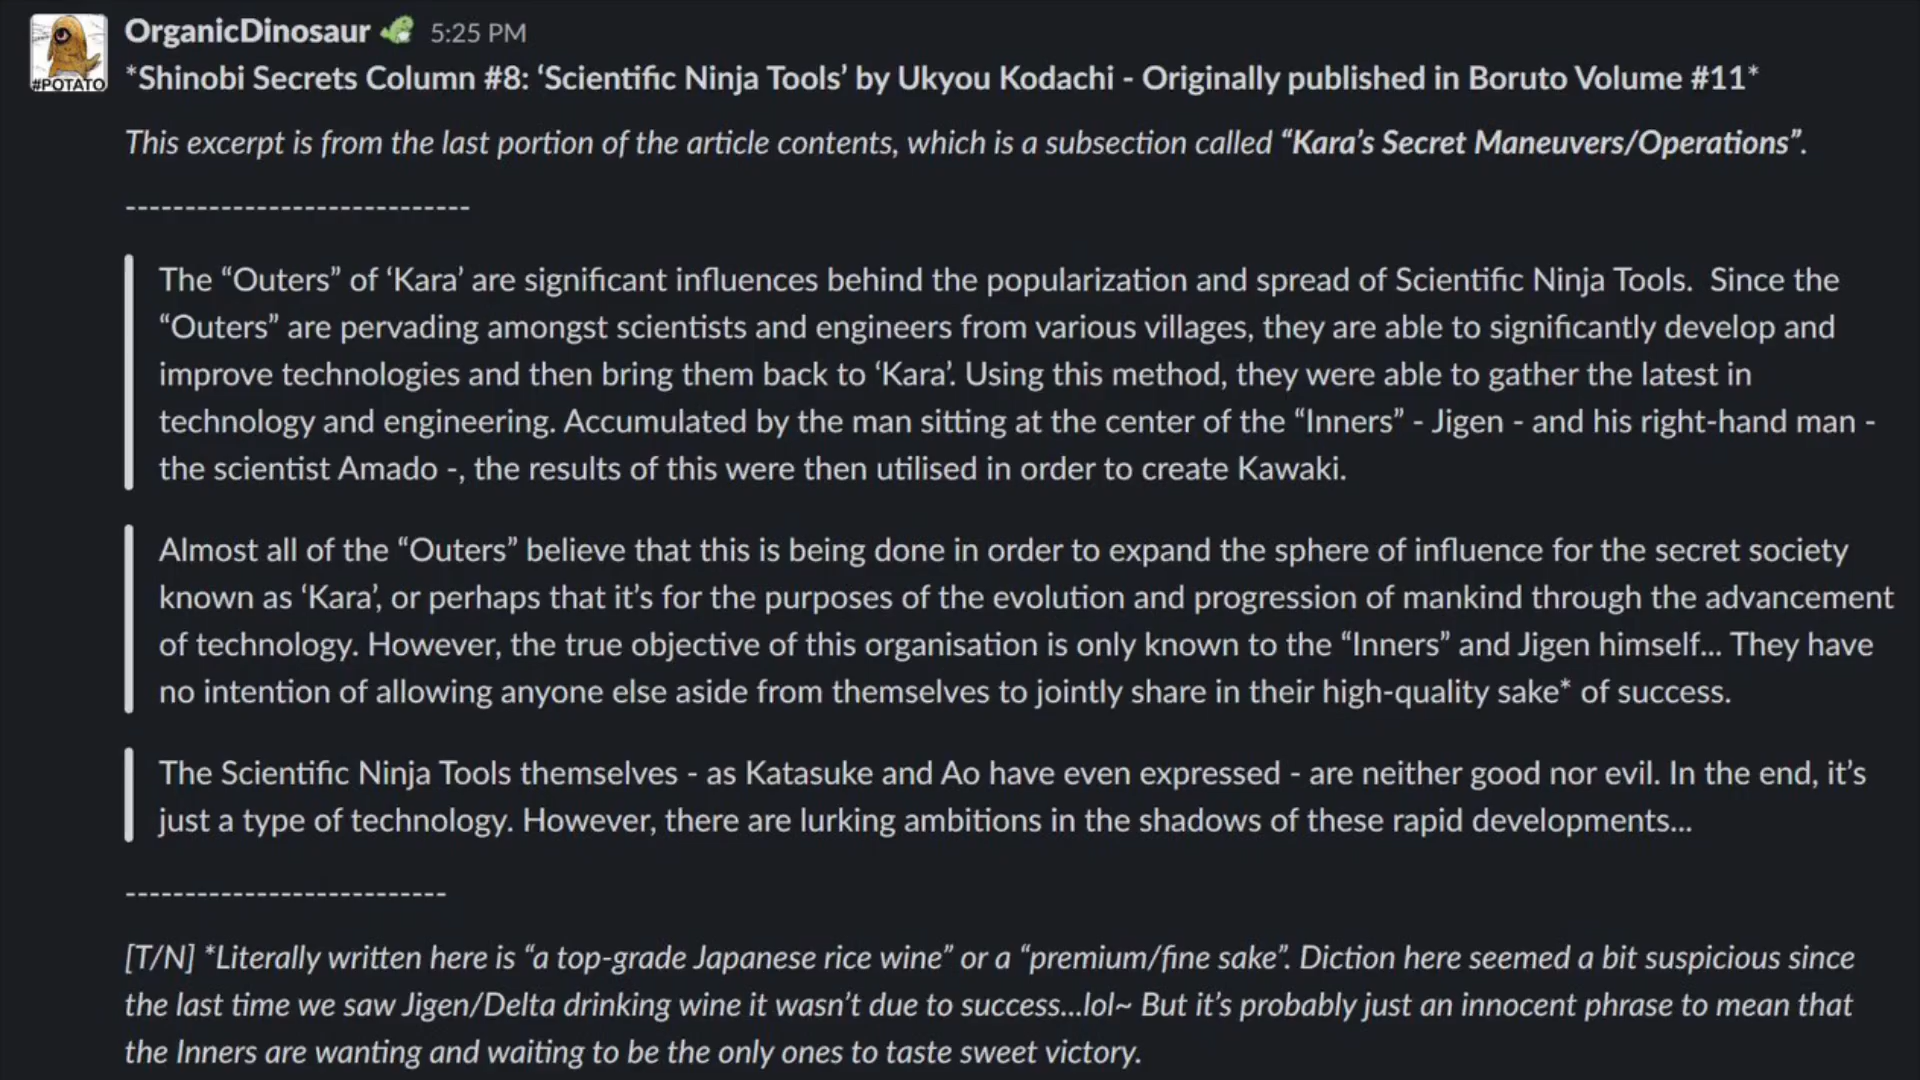 OrganicDinosaur 5:25 PM
#POTATO
*Shinobi Secrets Column #8: ‘Scientific Ninja Tools’ by Ukyou Kodachi - Originally published in Boruto Volume #11*
This excerpt is from the last portion of the article contents, which is a subsection called “Kara’s Secret Maneuvers/Operations”.
-----------------------------
The “Outers” of ‘Kara’ are significant influences behind the popularization and spread of Scientific Ninja Tools.  Since the
“Outers” are pervading amongst scientists and engineers from various villages, they are able to significantly develop and
improve technologies and then bring them back to ‘Kara’. Using this method, they were able to gather the latest in
technology and engineering. Accumulated by the man sitting at the center of the “Inners” - Jigen - and his right-hand man -
the scientist Amado -, the results of this were then utilised in order to create Kawaki.
Almost all of the “Outers” believe that this is being done in order to expand the sphere of influence for the secret society
known as ‘Kara’, or perhaps that it’s for the purposes of the evolution and progression of mankind through the advancement
of technology. However, the true objective of this organisation is only known to the “Inners” and Jigen himself... They have
no intention of allowing anyone else aside from themselves to jointly share in their high-quality sake* of success.
The Scientific Ninja Tools themselves - as Katasuke and Ao have even expressed - are neither good nor evil. In the end, it’s
just a type of technology. However, there are lurking ambitions in the shadows of these rapid developments...
---------------------------
[T/N] *Literally written here is “a top-grade Japanese rice wine” or a “premium/fine sake”. Diction here seemed a bit suspicious since
the last time we saw Jigen/Delta drinking wine it wasn’t due to success...lol~ But it’s probably just an innocent phrase to mean that
the Inners are wanting and waiting to be the only ones to taste sweet victory.